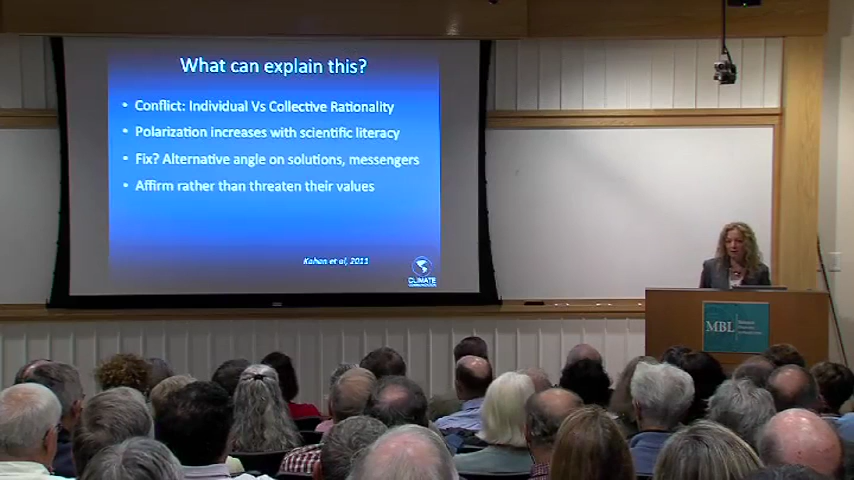 What can explain this?
• Conflict: Individual Vs Collective Rationality
• Polarization increases with scientific literacy
• Fix? Alternative angle on solutions, messengers
• Affirm rather than threaten their values
Kahan et al, 2011
CLIMATE
MBL